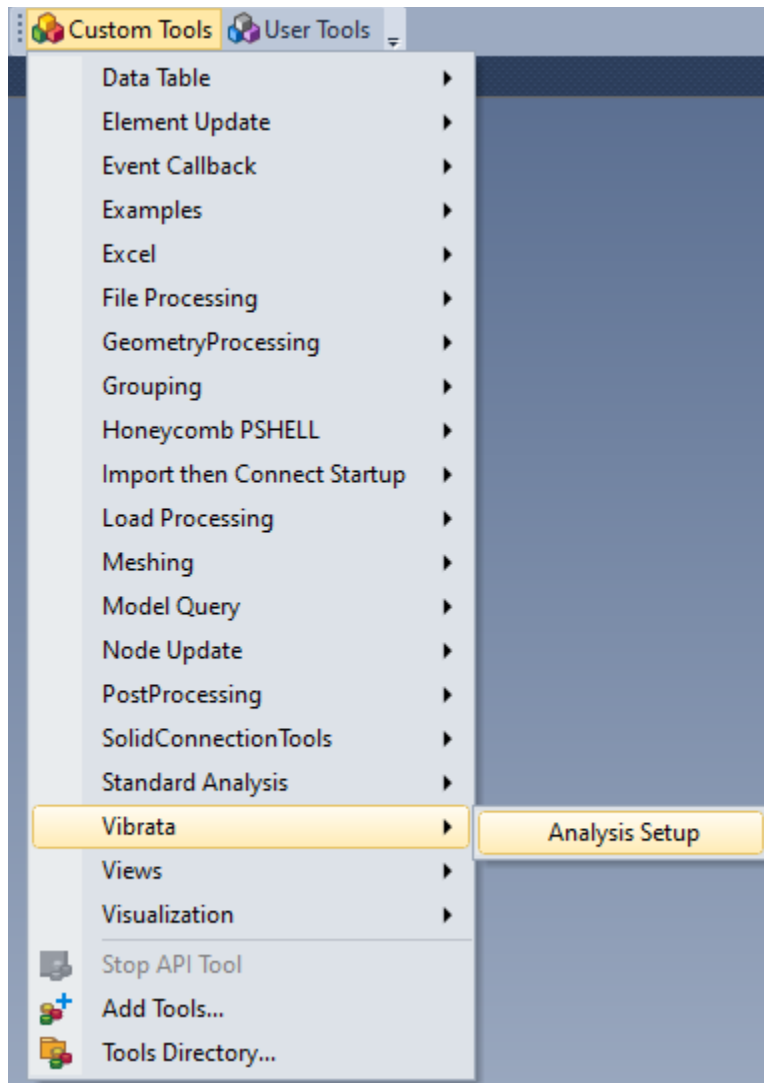 Custom Tools User Tools
Data Table
Element Update
Event Callback
Examples
Excel
File Processing
GeometryProcessing
Grouping
Honeycomb PSHELL
Import then Connect Startup
Load Processing
Meshing
Model Query
Node Update
PostProcessing
SolidConnectionTools
Standard Analysis
Vibrata Analysis Setup
Views
Visualization
Stop API Tool
Add Tools...
Tools Directory...